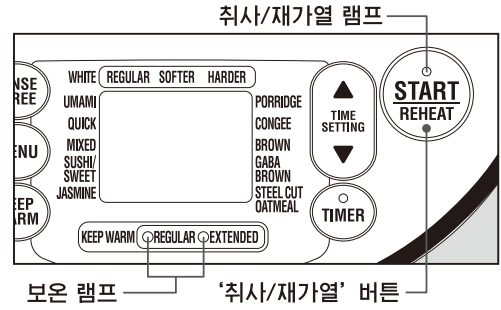 취사/재가열 램프
WHITE REGULAR SOFTER HARDER
UMAMI
QUICK
MIXED
SUSHI/
SWEET
JASMINE
PORRIDGE
CONGEE
BROWN
GABA
BROWN
STEEL CUT
OATMEAL
KEEP WARM REGULAR EXTENDED
TIME
SETTING
TIMER
START
REHEAT
보온 램프
‘취사/재가열’ 버튼